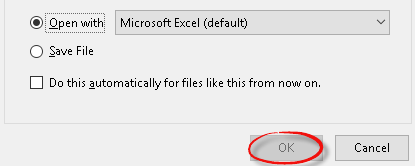 Open with Microsoft Excel (default)
Save File
Do this automatically for files like this from now on.
OK Cancel